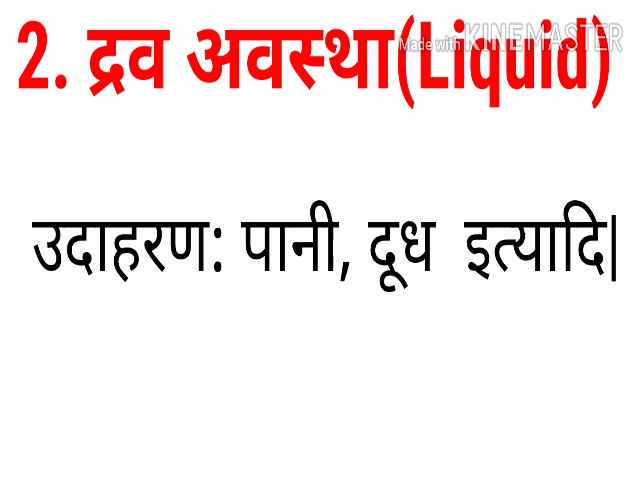 2. द्रव अवस्था(Liquid)
Made with KINEMASTER
उदाहरण: पानी, दूध इत्यादि|